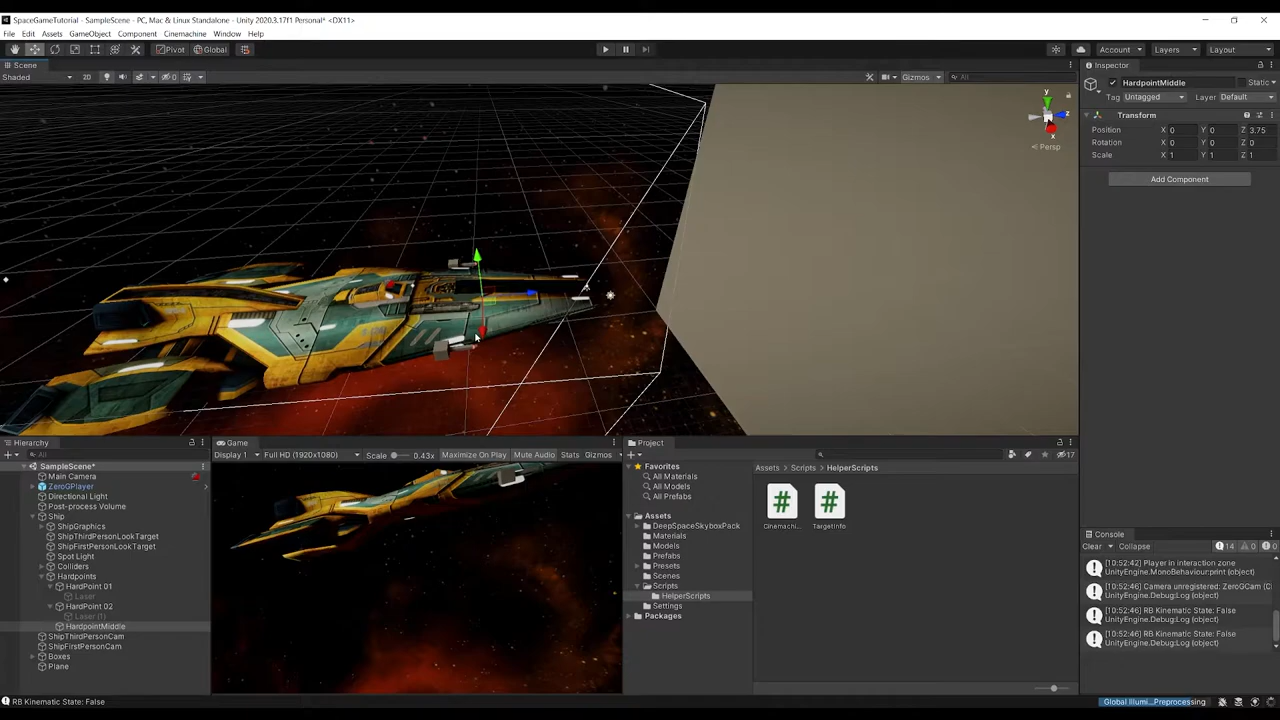 SpaceGameTutorial - SampleScene - PC, Mac & Linux Standalone - Unity 2020.3.17f1 Personal* <DX11>
File Edit Assets GameObject Component Cinemachine Window Help
Pivot Global Account Layers Layout
Scene
Shaded 2D 0 Gizmos All
y
z
x
< Persp
Inspector
HardpointMiddle Static
Tag Untagged Layer Default
Transform
Position X 0 Y 0 Z 3.75
Rotation X 0 Y 0 Z 0
Scale X 1 Y 1 Z 1
Add Component
Hierarchy
All
SampleScene*
Main Camera
ZeroGPlayer
Directional Light
Post-process Volume
Ship
ShipGraphics
ShipThirdPersonLookTarget
ShipFirstPersonLookTarget
Spot Light
Colliders
Hardpoints
HardPoint 01
Laser
HardPoint 02
Laser (1)
HardpointMiddle
ShipThirdPersonCam
ShipFirstPersonCam
Boxes
Plane
Game
Display 1 Full HD (1920x1080) Scale 0.43x Maximize On Play Mute Audio Stats Gizmos
Project
17
Favorites
All Materials
All Models
All Prefabs
Assets
DeepSpaceSkyboxPack
Materials
Models
Prefabs
Presets
Scenes
Scripts
HelperScripts
Settings
Packages
Assets > Scripts > HelperScripts
Cinemachi... TargetInfo
Console
Clear Collapse 14 0 0
[10:52:42] Player in interaction zone
UnityEngine.MonoBehaviour:print (object)
[10:52:46] Camera unregistered: ZeroGCam (Ci
UnityEngine.Debug:Log (object)
[10:52:46] RB Kinematic State: False
UnityEngine.Debug:Log (object)
[10:52:46] RB Kinematic State: False
UnityEngine.Debug:Log (object)
RB Kinematic State: False
Global Illumi...Preprocessing